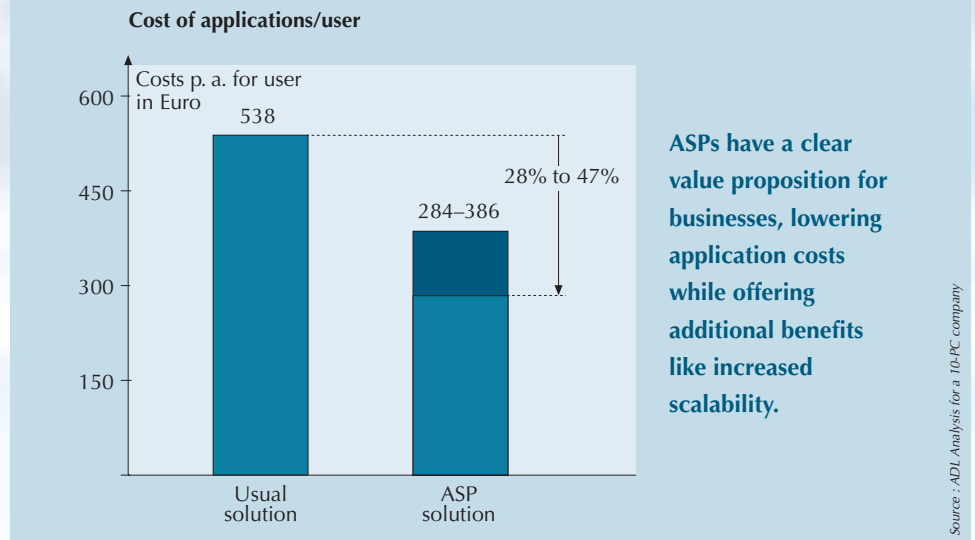 Cost of applications/user
Costs p. a. for user
in Euro
600
450
300
150
538
28% to 47%
284–386
Usual
solution
ASP
solution
ASPs have a clear
value proposition for
businesses, lowering
application costs
while offering
additional benefits
like increased
scalability.
Source : ADL Analysis for a 10-PC company